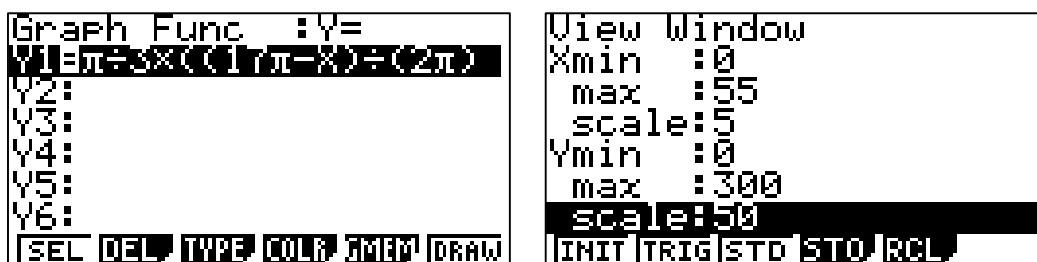 Graph Func :Y=
Y1=π÷3×((17π-X)÷(2π)
Y2:
Y3:
Y4:
Y5:
Y6:
SEL DEL TYPE COLR GMEM DRAW
View Window
Xmin :0
max :55
scale:5
Ymin :0
max :300
scale:50
INIT TRIG STD STO RCL